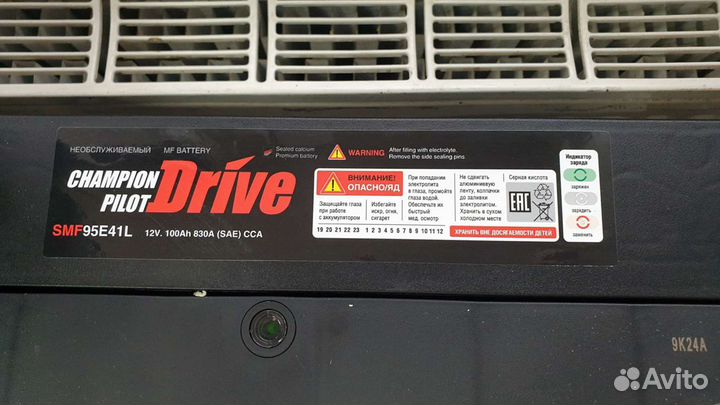 НЕОБСЛУЖИВАЕМЫЙ MF BATTERY
Sealed calcium
Premium battery
WARNING
After filling with electrolyte.
Remove the side sealing pins
CHAMPION
PILOT
Drive
SMF95E41L 12V. 100Ah 830A (SAE) CCA
ВНИМАНИЕ!
ОПАСНО/ЯД
Защищайте глаза
при работе
с аккумулятором
Избегайте
искр, огня,
сигарет
При попадании
электролита
в глаза, промойте
глаза водой.
Обеспечьте их
быстрый
мед. осмотр
19 20 21 22 23 1 2 3 4 5 6 7 8 9 10 11 12
Не сдвигать
алюминиевую
ленту, колпачки
до заливки
электролитом.
Хранить в сухом
холодном месте
Серная кислота
EAC
ХРАНИТЬ ВНЕ ДОСЯГАЕМОСТИ ДЕТЕЙ
Индикатор
заряда
заряжен
зарядить
заменить
9K24A
Avito